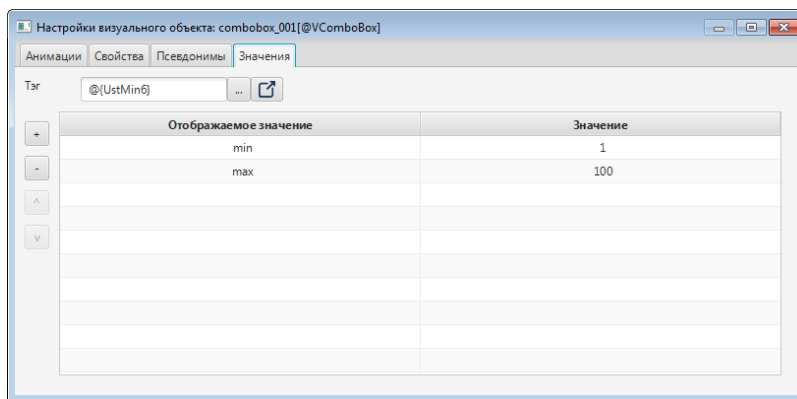 Настройки визуального объекта: combobox_001[@VComboBox]
Анимации Свойства Псевдонимы Значения
Тэг @{UstMin6} ...
Отображаемое значение Значение
+
min 1
-
max 100
^
v